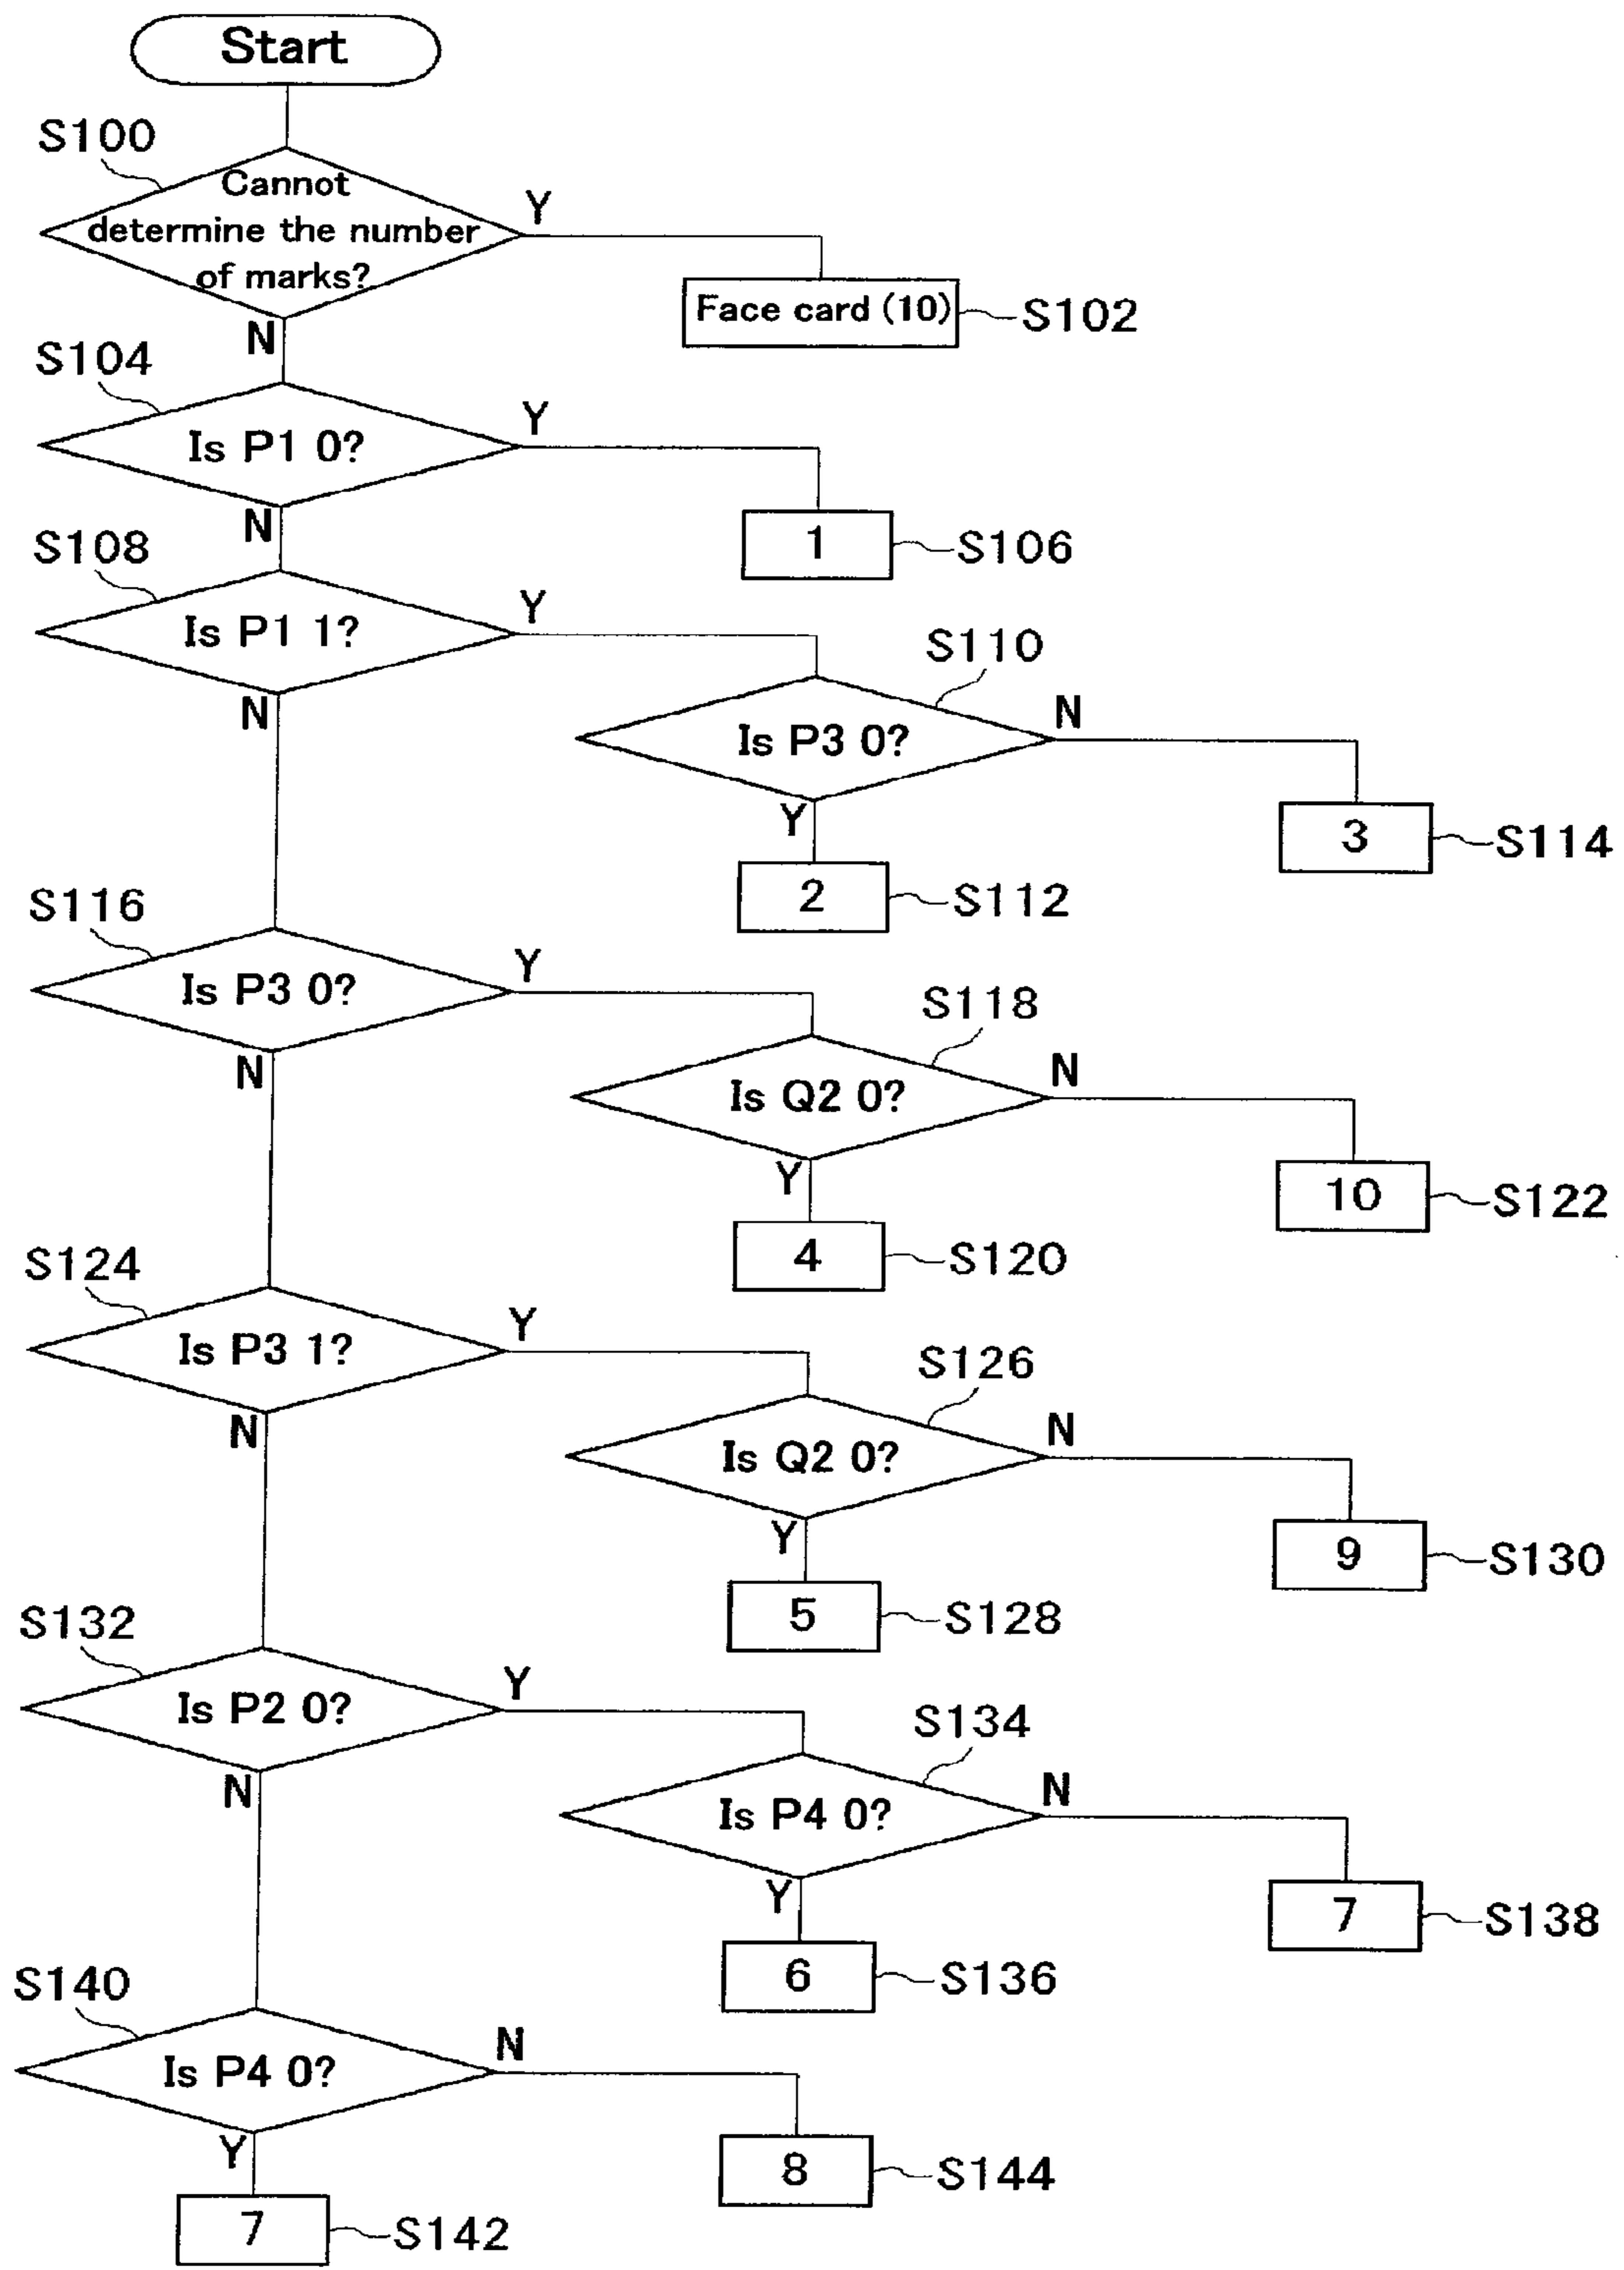 Start
S100
Cannot
determine the number
of marks?
Y
N
Face card (10)
S102
S104
Is P1 0?
Y
N
1
S106
S108
Is P1 1?
Y
N
S110
Is P3 0?
N
Y
3
S114
2
S112
S116
Is P3 0?
Y
N
S118
Is Q2 0?
N
Y
10
S122
4
S120
S124
Is P3 1?
Y
N
S126
Is Q2 0?
N
Y
9
S130
5
S128
S132
Is P2 0?
Y
N
S134
Is P4 0?
N
Y
7
S138
6
S136
S140
Is P4 0?
N
Y
8
S144
7
S142